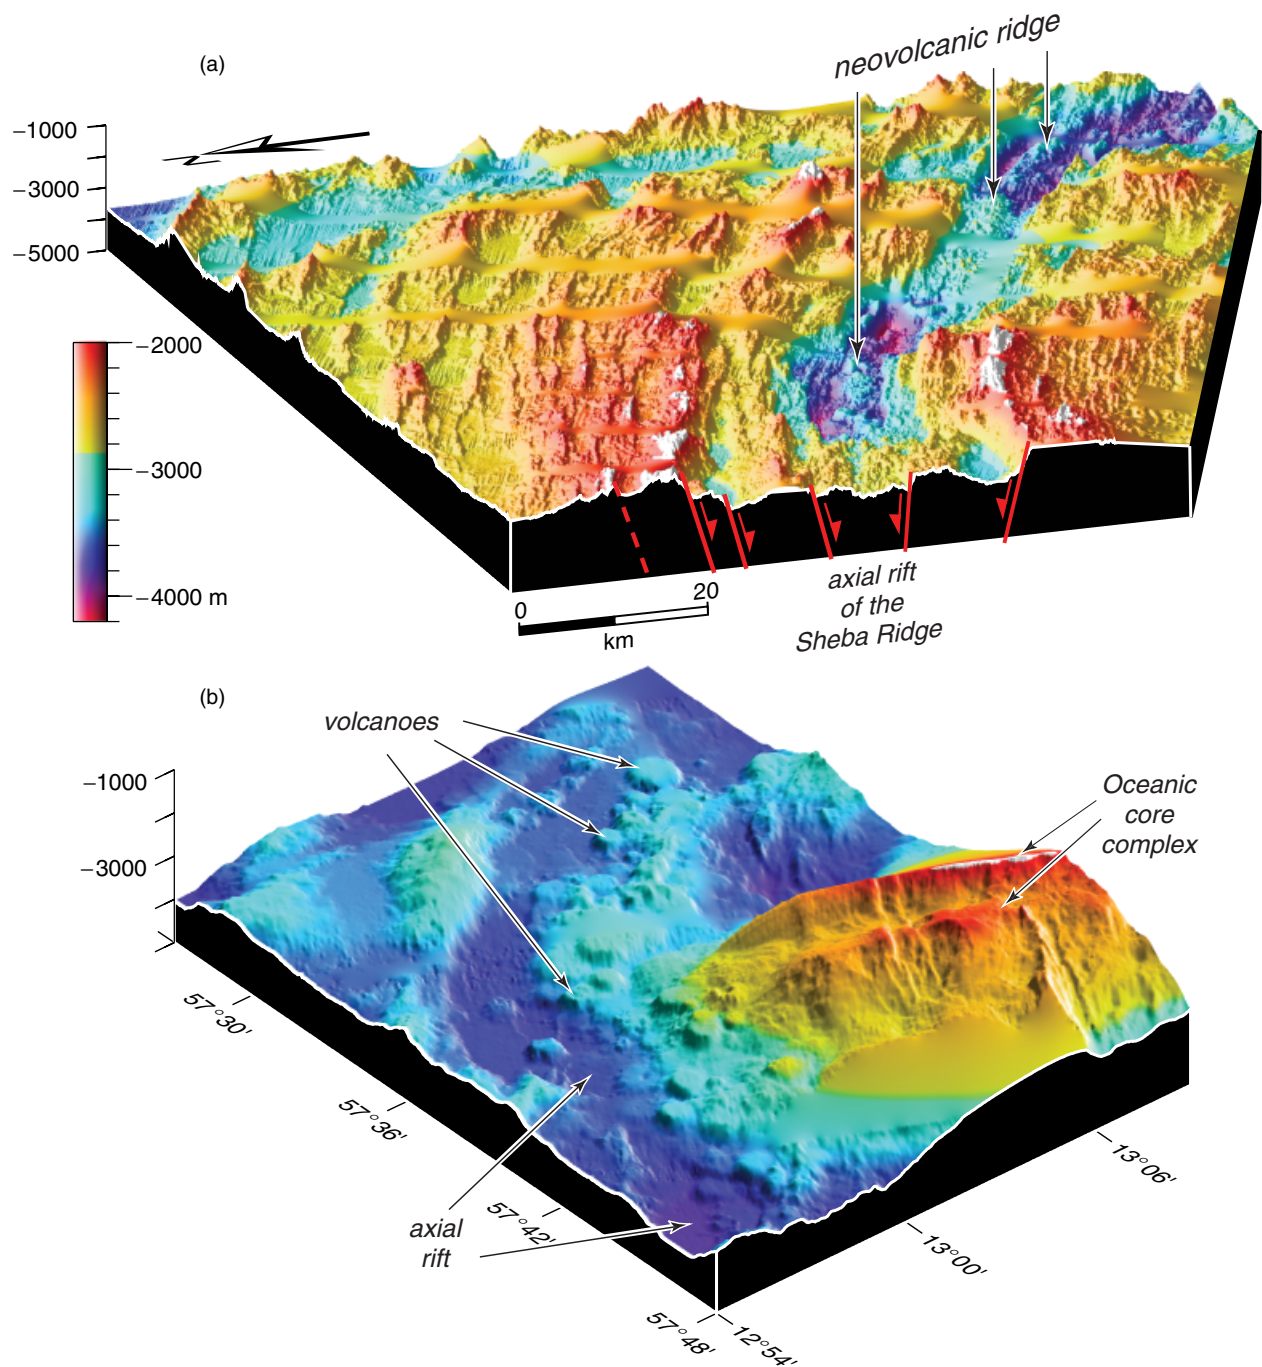 (a)
neovolcanic ridge
−1000
−3000
−5000
N
−2000
−3000
−4000 m
0 20
km
axial rift
of the
Sheba Ridge
(b)
volcanoes
−1000
−3000
Oceanic
core
complex
57°30'
57°36'
57°42'
57°48'
12°54'
13°00'
13°06'
axial
rift